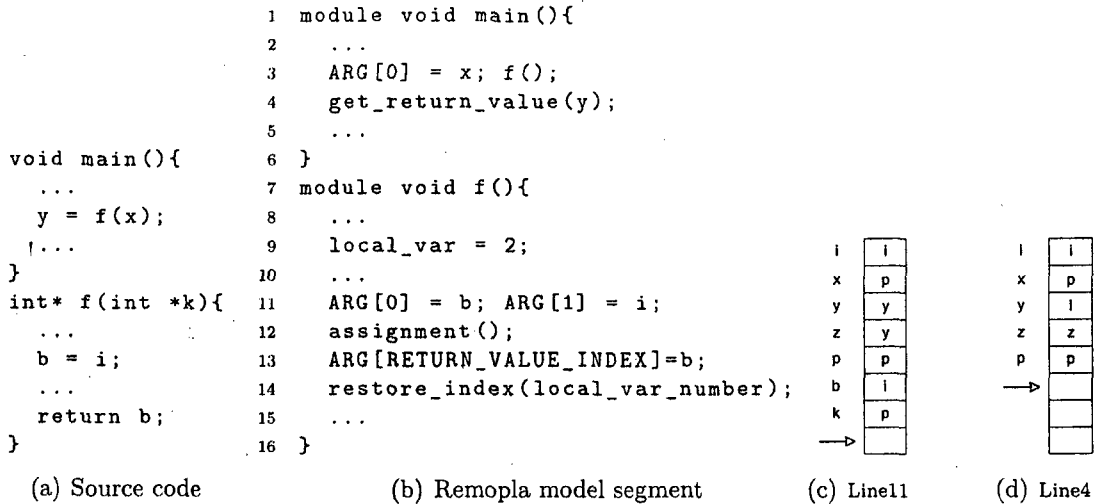 void main(){
...
y = f(x);
...
}
int* f(int *k){
...
b = i;
...
return b;
}
(a) Source code
1 module void main(){
2 ...
3 ARG[0] = x; f();
4 get_return_value(y);
5 ...
6 }
7 module void f(){
8 ...
9 local_var = 2;
10 ...
11 ARG[0] = b; ARG[1] = i;
12 assignment();
13 ARG[RETURN_VALUE_INDEX]=b;
14 restore_index(local_var_number);
15 ...
16 }
(b) Remopla model segment
i i
x p
y y
z y
p p
b i
k p
(c) Line11
i i
x p
y i
z z
p p
(d) Line4